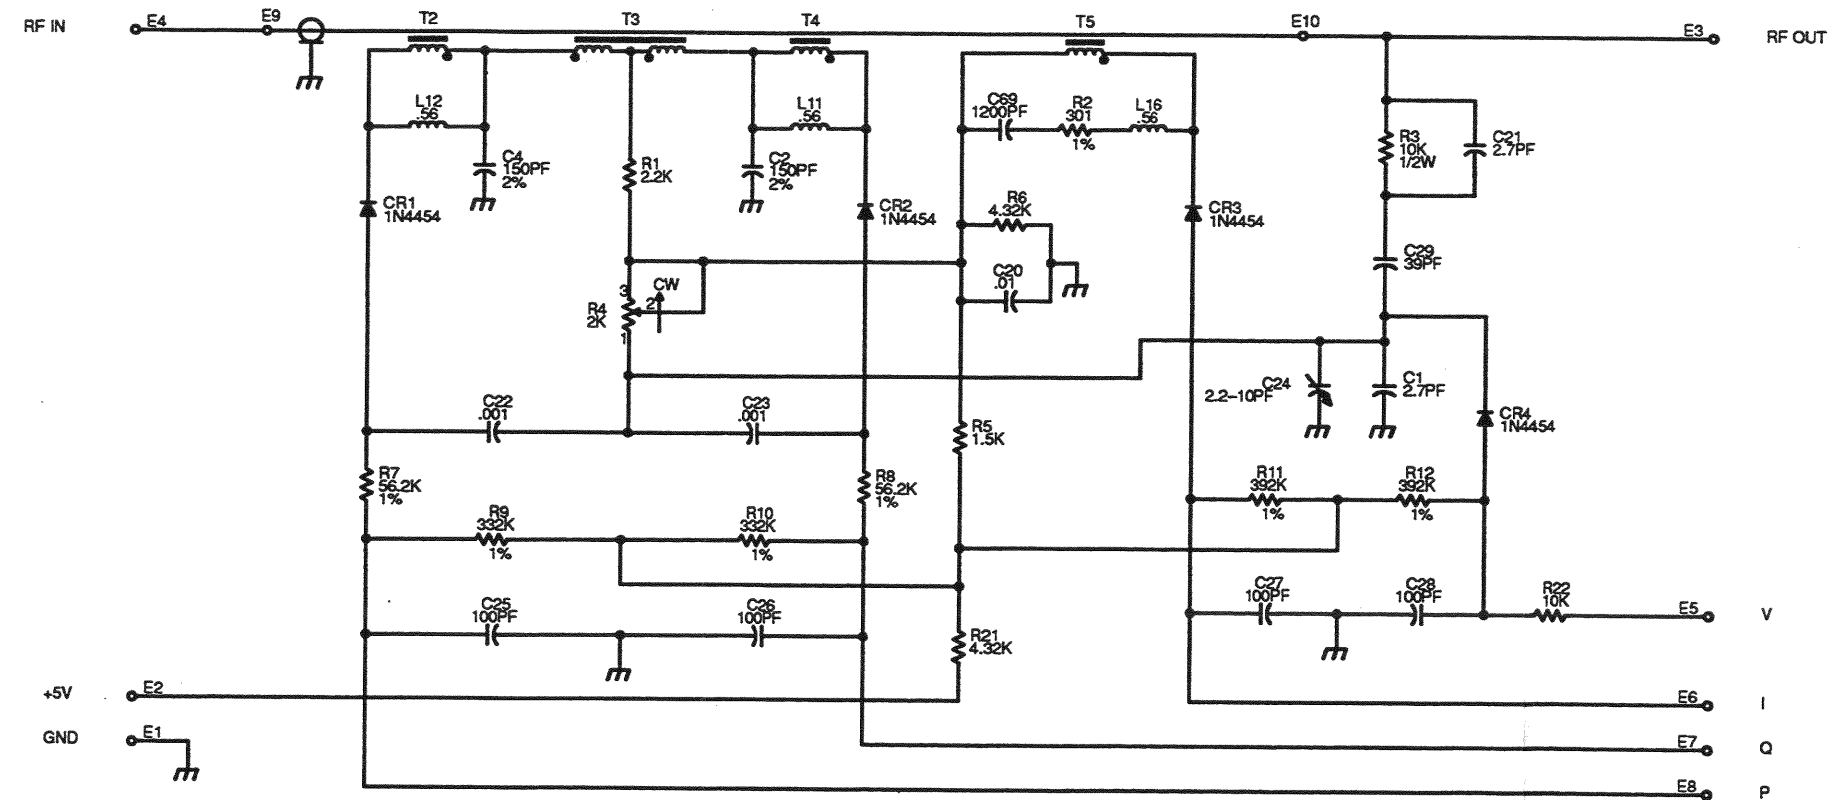 RF IN
E4
E9
T2
T3
T4
T5
E10
E3
RF OUT
L12
.56
L11
.56
C69
1200PF
R2
301
1%
L16
.56
R3
10K
1/2W
C21
2.7PF
C4
150PF
2%
R1
2.2K
C2
150PF
2%
CR1
1N4454
CR2
1N4454
R6
4.32K
CR3
1N4454
C29
39PF
C20
.01
CW
3
2
R4
2K
1
C24
2.2-10PF
C1
2.7PF
C22
.001
C23
.001
CR4
1N4454
R5
1.5K
R7
56.2K
1%
R8
56.2K
1%
R11
392K
1%
R12
392K
1%
R9
332K
1%
R10
332K
1%
C27
100PF
C28
100PF
R22
10K
E5
V
C25
100PF
C26
100PF
R21
4.32K
+5V
E2
E6
I
GND
E1
E7
Q
E8
P